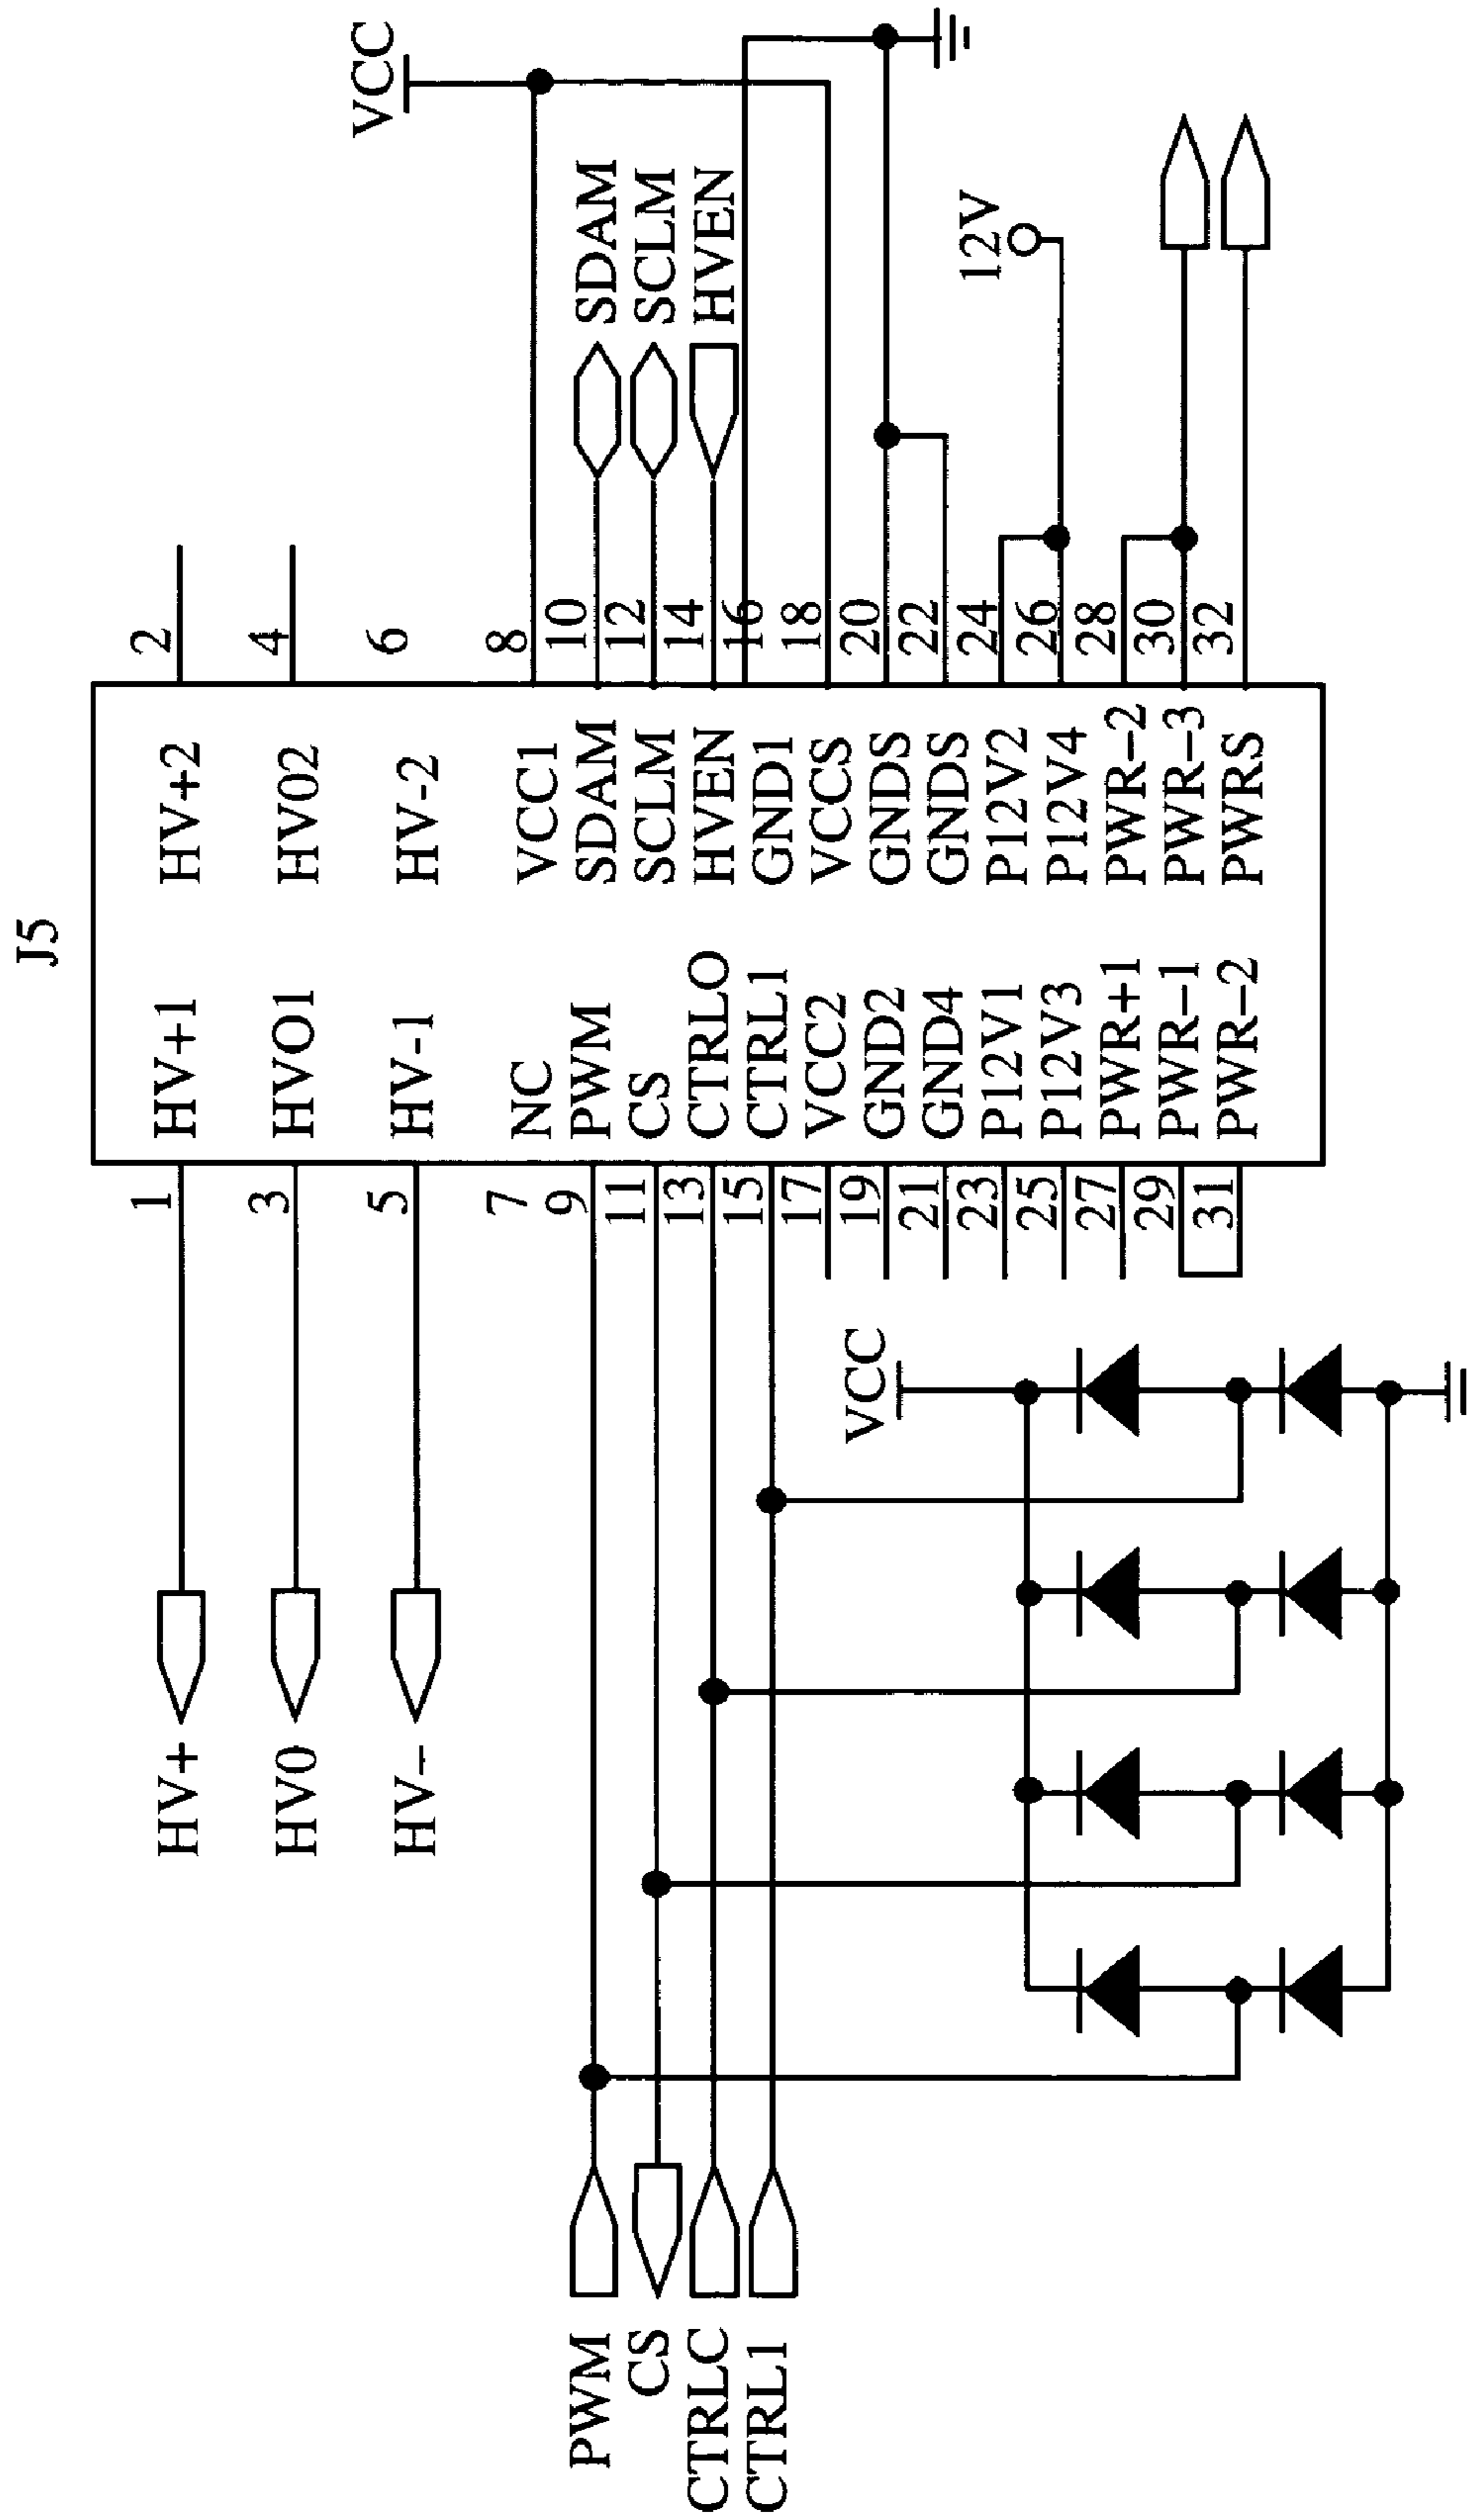 J5
HV+ 1 HV+1 HV+2 2
HV0 3 HVO1 HV02 4
HV- 5 HV-1 HV-2 6
VCC
7 NC VCC1 8
PWM 9 PWM SDAM 10 SDAM
CS 11 CS SCLM 12 SCLM
CTRLC 13 CTRLO HVEN 14 HVEN
CTRL1 15 CTRL1 GND1 16
17 VCC2 VCCS 18
VCC 19 GND2 GNDS 20
21 GND4 GNDS 22
23 P12V1 P12V2 24 12V
25 P12V3 P12V4 26
27 PWR+1 PWR-2 28
29 PWR-1 PWR-3 30
31 PWR-2 PWRS 32